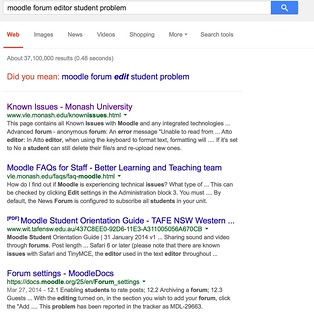 moodle forum editor student problem
Web Images News Videos Shopping More Search tools
About 37,100,000 results (0.48 seconds)
Did you mean: moodle forum edit student problem
Known Issues - Monash University
www.vle.monash.edu/knownissues.html
This page contains all Known Issues with Moodle and any integrated technologies ...
Advanced forum - anonymous forum: An error message "Unable to read from ... Atto
editor: In Atto editor, when using the keyboard to format text, formatting will .... If it's set
to No a student can still delete their file/s and re-upload new ones.
Moodle FAQs for Staff - Better Learning and Teaching team
www.vle.monash.edu/faqs/faq-moodle.html
How do I find out if Moodle is experiencing technical issues? What type of ... This can
be checked by clicking Edit settings in the Administration block 3. You must .... By
default, the News Forum is configured to subscribe all students in your unit.
[PDF] Moodle Student Orientation Guide - TAFE NSW Western ...
www.wit.tafensw.edu.au/437C8EE0-92D6-11E3-A311005056A670CB
Moodle Student Orientation Guide | 31 January 2014 v1 ... Sharing sound and video
through forums. Post length ... Safari 6 or later (please note that there are known
issues with Safari and TinyMCE, the editor used in the text editor throughout ...
Forum settings - MoodleDocs
https://docs.moodle.org/25/en/Forum_settings
Mar 27, 2014 - 12.1 Enabling students to rate posts; 12.2 Archiving a forum; 12.3
Guests ... With the editing turned on, in the section you wish to add your forum, click
the "Add .... This problem has been reported in the tracker as MDL-29663.